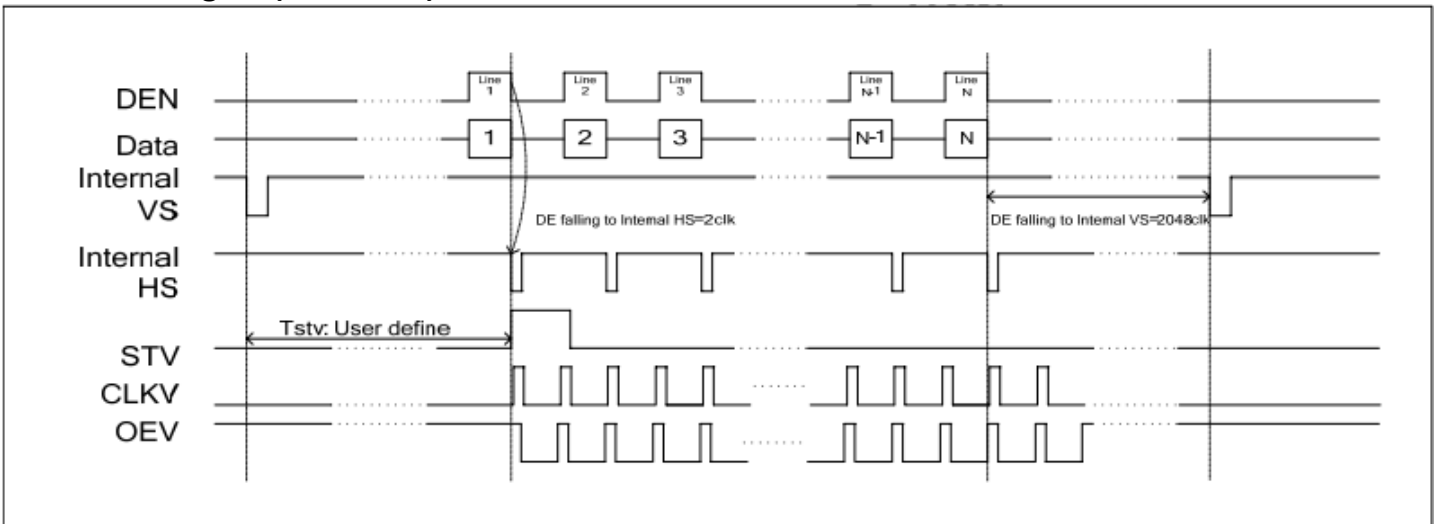 DEN
Line 1
Line 2
Line 3
Line N-1
Line N
Data
1
2
3
N-1
N
Internal VS
DE falling to Internal HS=2clk
DE falling to Internal VS=2048clk
Internal HS
Tstv: User define
STV
CLKV
OEV